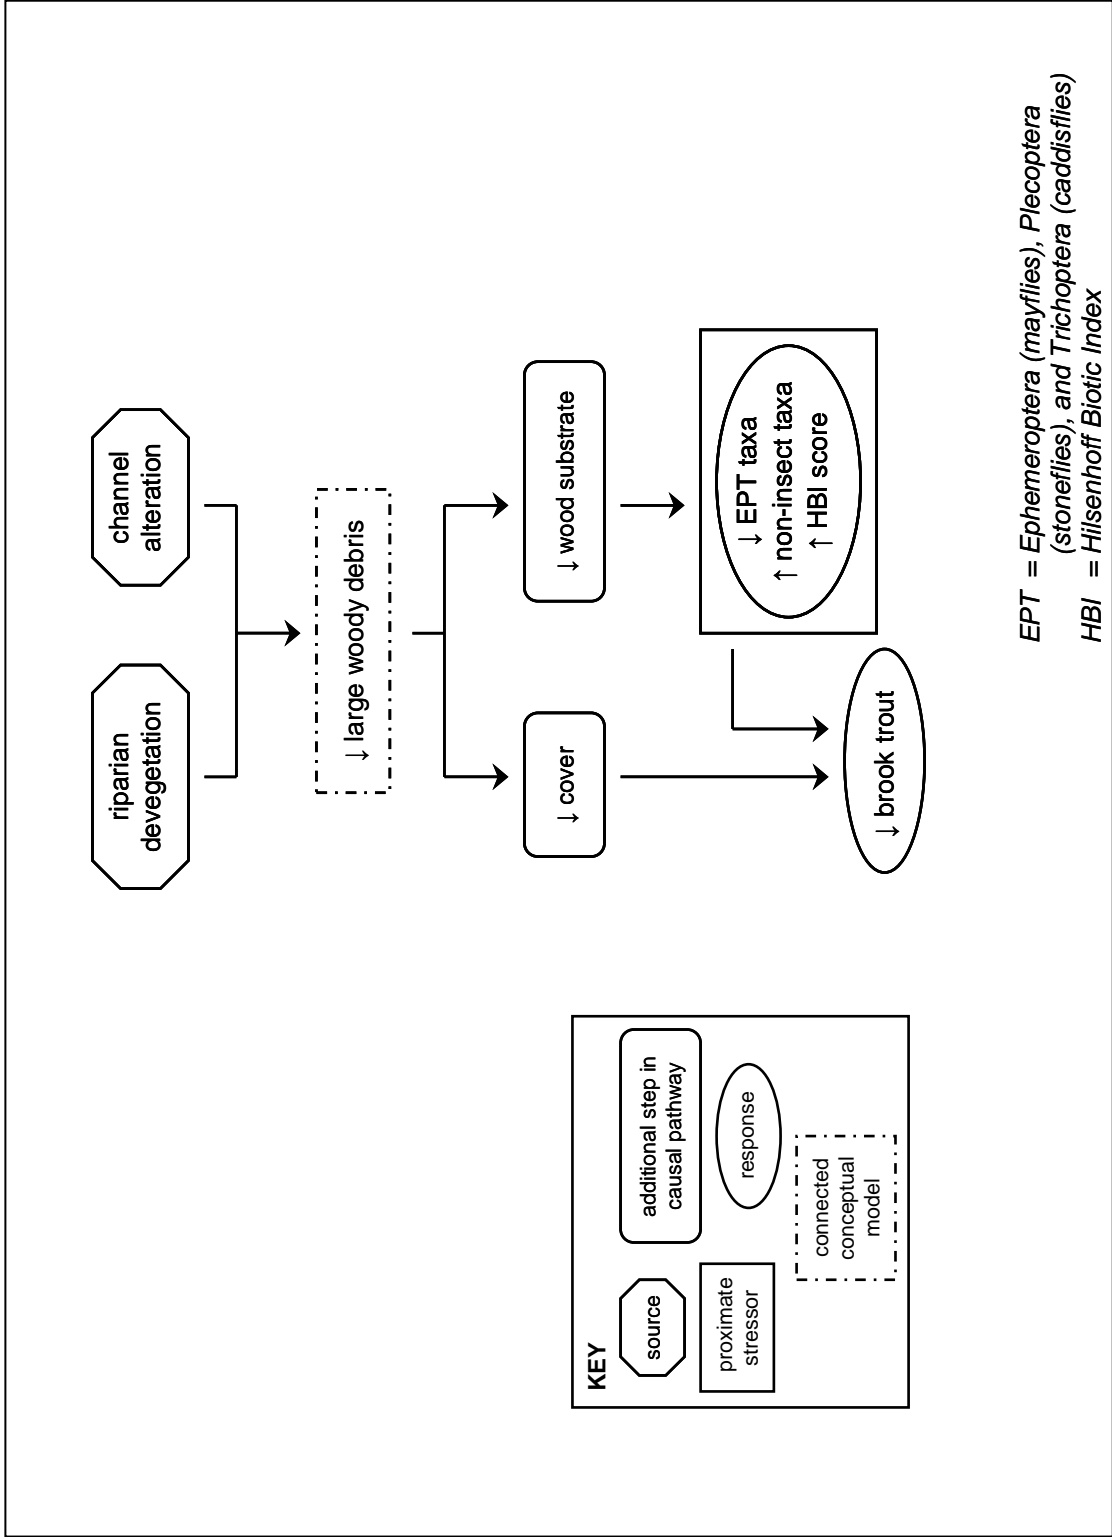 riparian
devegetation
channel
alteration
↓ large woody debris
↓ cover
↓ wood substrate
↓ EPT taxa
↑ non-insect taxa
↑ HBI score
↓ brook trout
KEY
source
additional step in
causal pathway
proximate
stressor
response
connected
conceptual
model
EPT = Ephemeroptera (mayflies), Plecoptera
(stoneflies), and Trichoptera (caddisflies)
HBI = Hilsenhoff Biotic Index